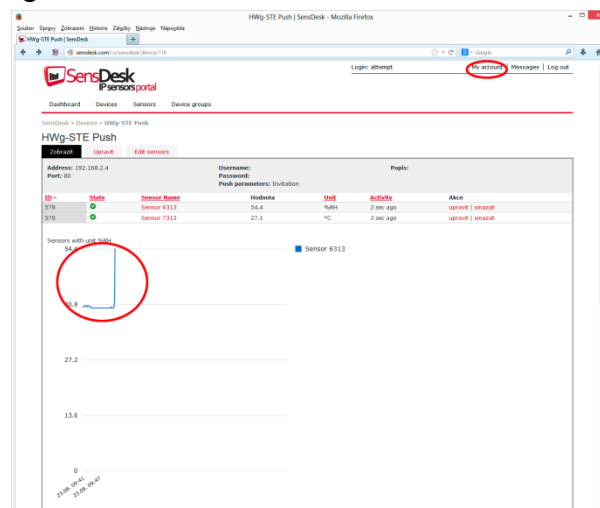 HWg-STE Push | SensDesk - Mozilla Firefox
Soubor Úpravy Zobrazení Historie Záložky Nástroje Nápověda
HWg-STE Push | SensDesk
sensdesk.com/cs/sensdesk/device/116
Google
SensDesk
IP sensors portal
Login: attempt
My account | Messages | Log out
Dashboard Devices Sensors Device groups
SensDesk » Devices » HWg-STE Push
HWg-STE Push
Zobrazit Upravit Edit sensors
Address: 192.168.2.4 Username: Popis:
Port: 80 Password:
Push parameters: Invitation
ID State Sensor Name Hodnota Unit Activity Akce
578 Sensor 6313 54.4 %RH 3 sec ago upravit | smazat
579 Sensor 7313 27.1 °C 3 sec ago upravit | smazat
Sensors with unit %RH
54.4
Sensor 6313
40.8
27.2
13.6
0
23.08. 09:41
23.08. 09:47